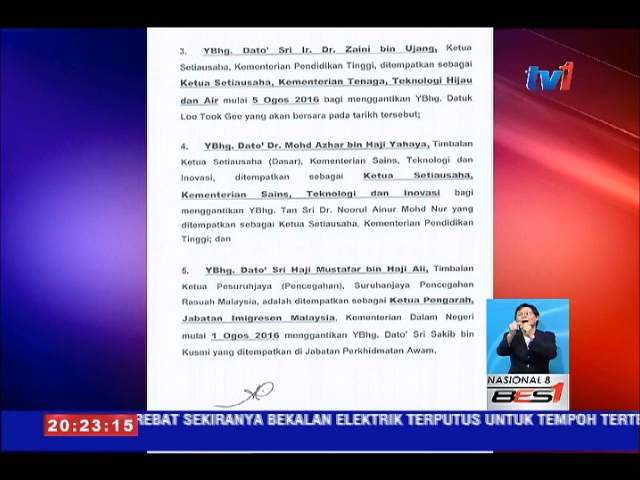 3. YBhg. Dato' Sri Ir. Dr. Zaini bin Ujang, Ketua
Setiausaha, Kementerian Pendidikan Tinggi, ditempatkan sebagai
Ketua Setiausaha, Kementerian Tenaga, Teknologi Hijau
dan Air mulai 5 Ogos 2016 bagi menggantikan YBhg. Datuk
Loo Took Gee yang akan bersara pada tarikh tersebut;
4. YBhg. Dato' Dr. Mohd Azhar bin Haji Yahaya, Timbalan
Ketua Setiausaha (Dasar), Kementerian Sains, Teknologi dan
Inovasi, ditempatkan sebagai Ketua Setiausaha,
Kementerian Sains, Teknologi dan Inovasi bagi
menggantikan YBhg. Tan Sri Dr. Noorul Ainur Mohd Nur yang
ditempatkan sebagai Ketua Setiausaha, Kementerian Pendidikan
Tinggi; dan
5. YBhg. Dato' Sri Haji Mustafar bin Haji Ali, Timbalan
Ketua Pesuruhjaya (Pencegahan), Suruhanjaya Pencegahan
Rasuah Malaysia, adalah ditempatkan sebagai Ketua Pengarah,
Jabatan Imigresen Malaysia, Kementerian Dalam Negeri
mulai 1 Ogos 2016 menggantikan YBhg. Dato' Sri Sakib bin
Kusmi yang ditempatkan di Jabatan Perkhidmatan Awam.
tv1
NASIONAL 8
BES1
20:23:15 REBAT SEKIRANYA BEKALAN ELEKTRIK TERPUTUS UNTUK TEMPOH TERTE